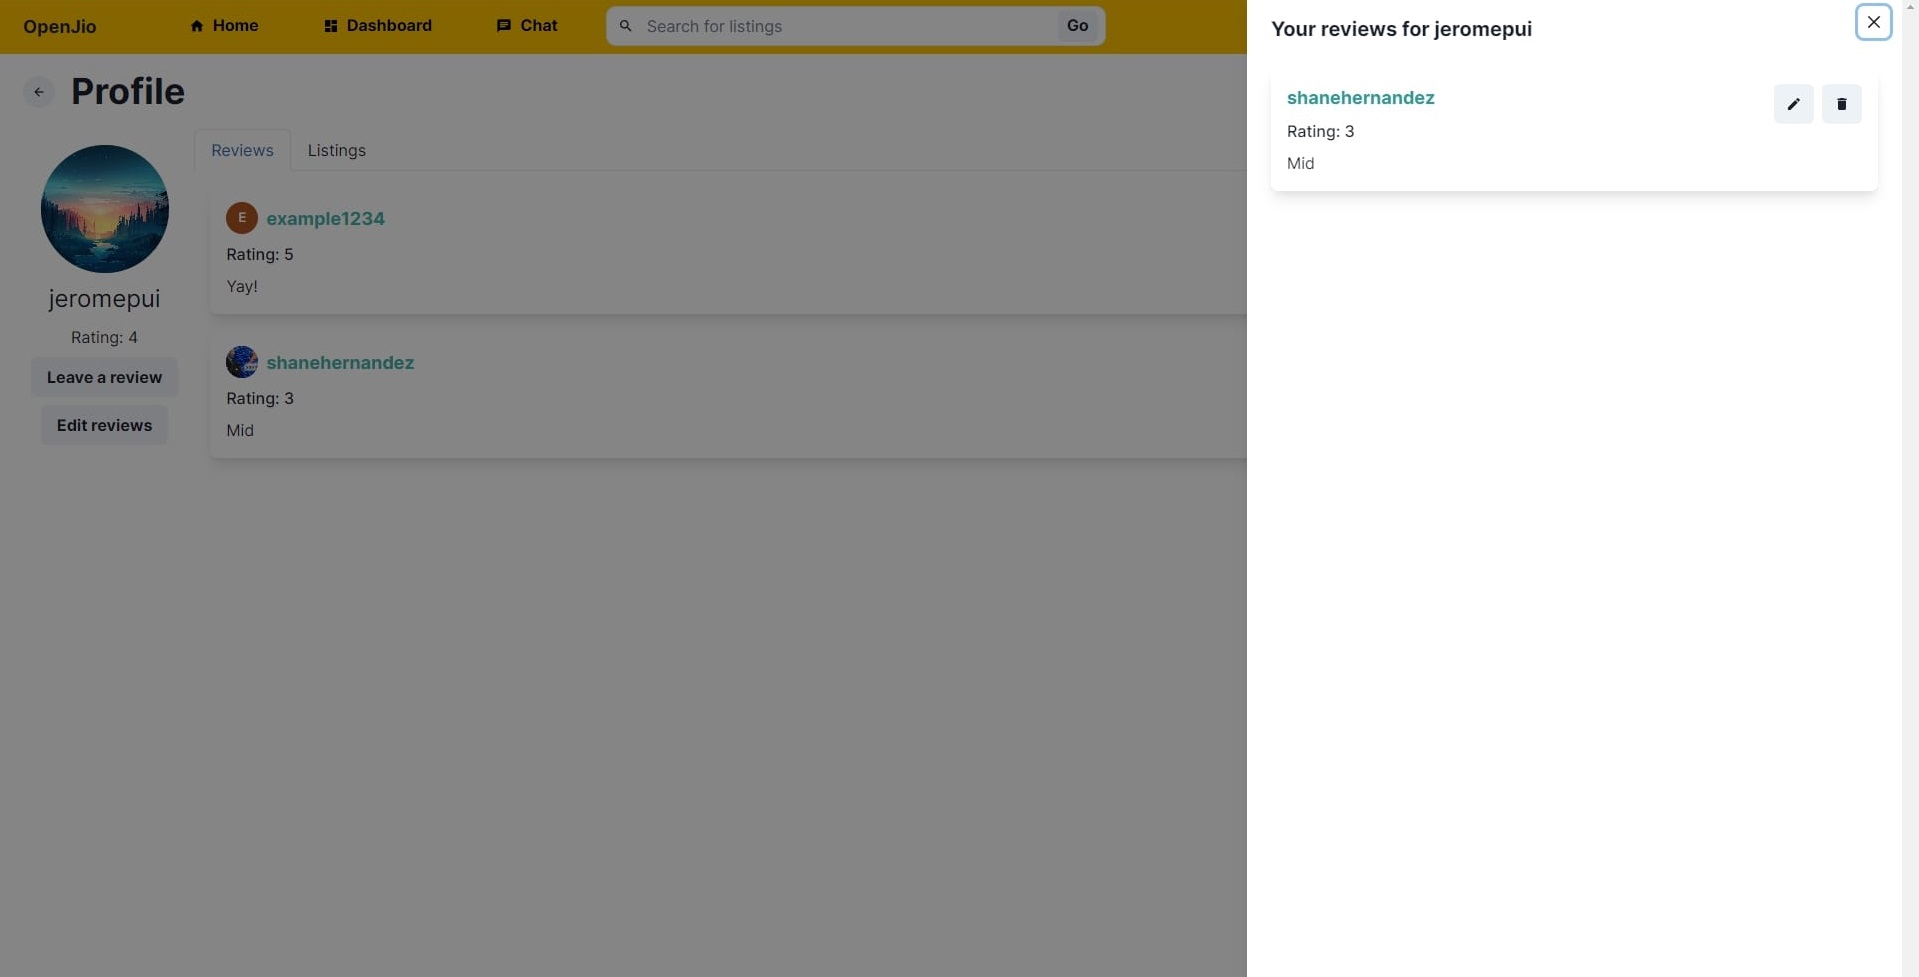 OpenJio
Home
Dashboard
Chat
Search for listings
Go
Profile
jeromepui
Rating: 4
Leave a review
Edit reviews
Reviews
Listings
E
example1234
Rating: 5
Yay!
shanehernandez
Rating: 3
Mid
Your reviews for jeromepui
shanehernandez
Rating: 3
Mid